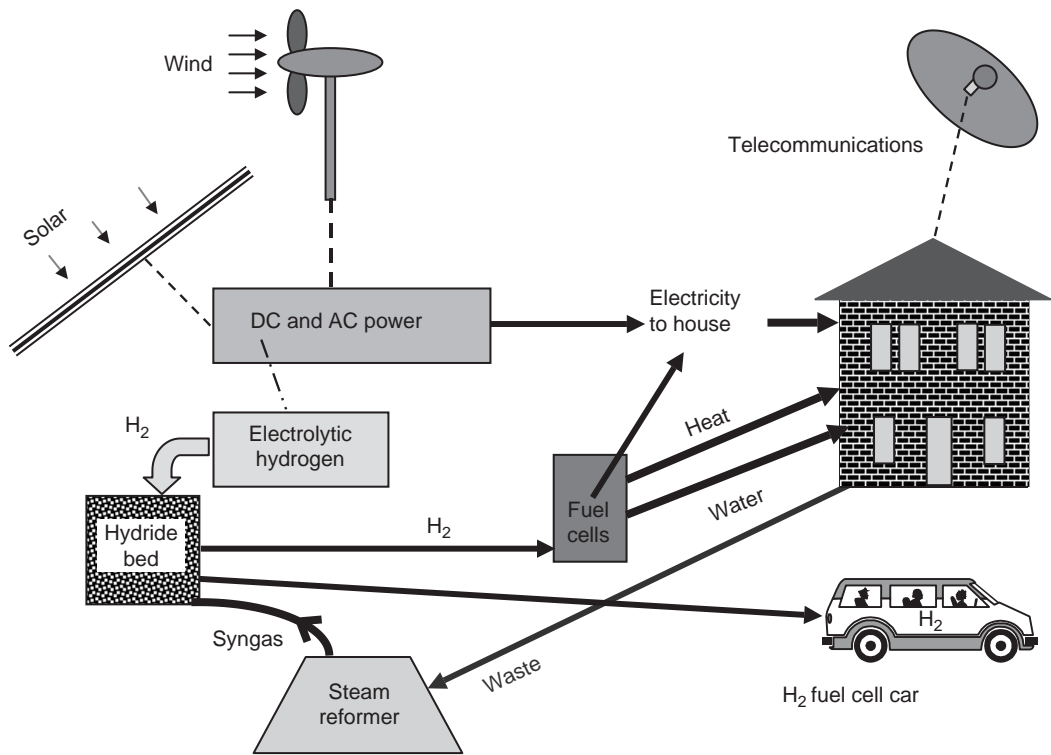 Wind
Telecommunications
Solar
DC and AC power
Electricity
to house
H₂
Electrolytic
hydrogen
Heat
Hydride
bed
H₂
Fuel
cells
Water
Syngas
Steam
reformer
Waste
H₂
H₂ fuel cell car